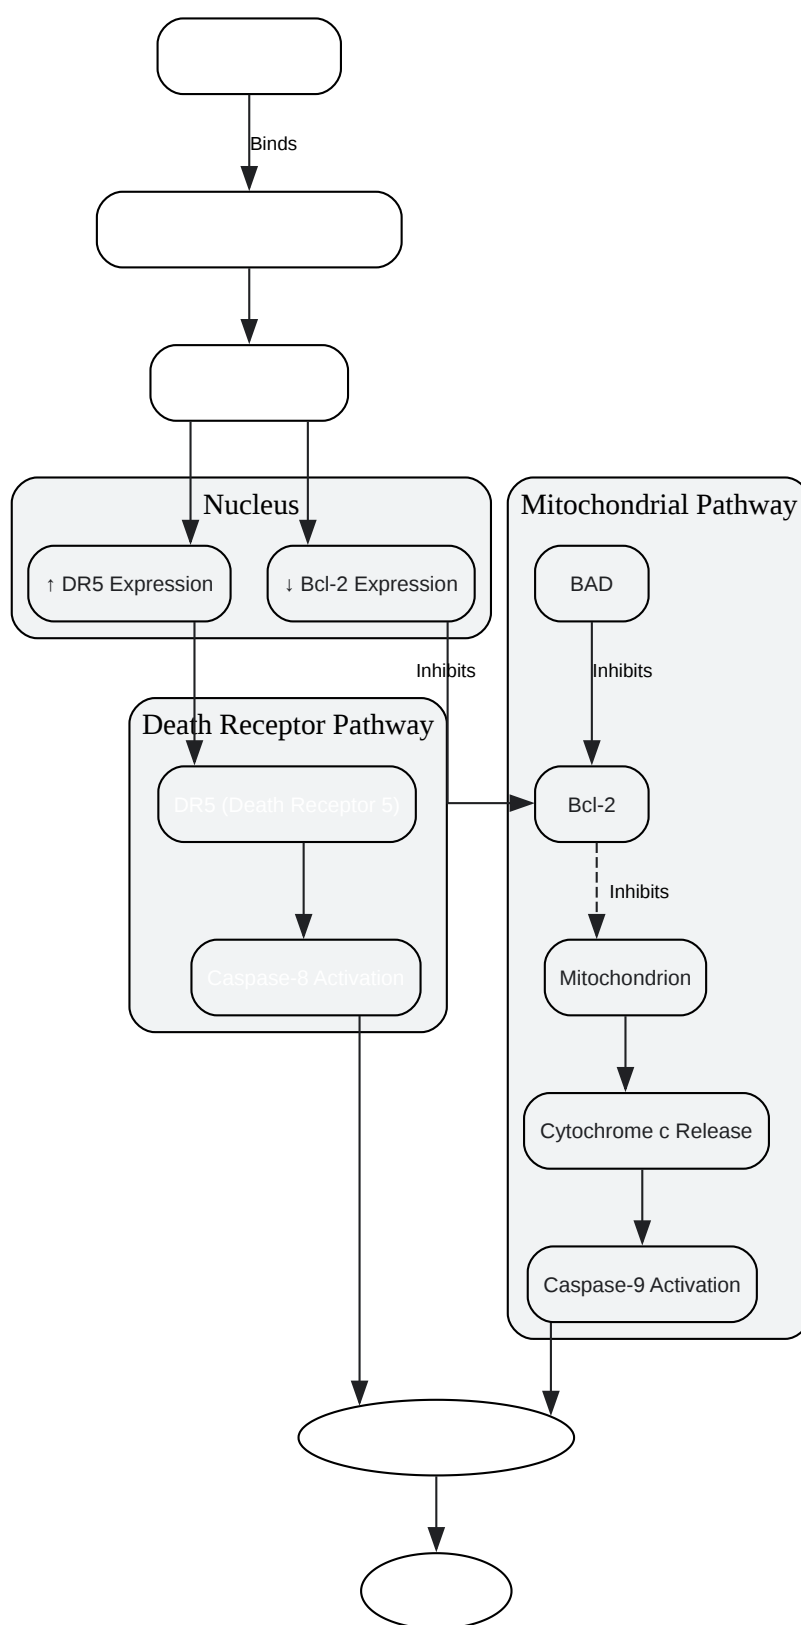 Binds
Nucleus
Mitochondrial Pathway
↑ DR5 Expression
↓ Bcl-2 Expression
BAD
Inhibits
Inhibits
Death Receptor Pathway
DR5 (Death Receptor 5)
Bcl-2
Inhibits
Caspase-8 Activation
Mitochondrion
Cytochrome c Release
Caspase-9 Activation